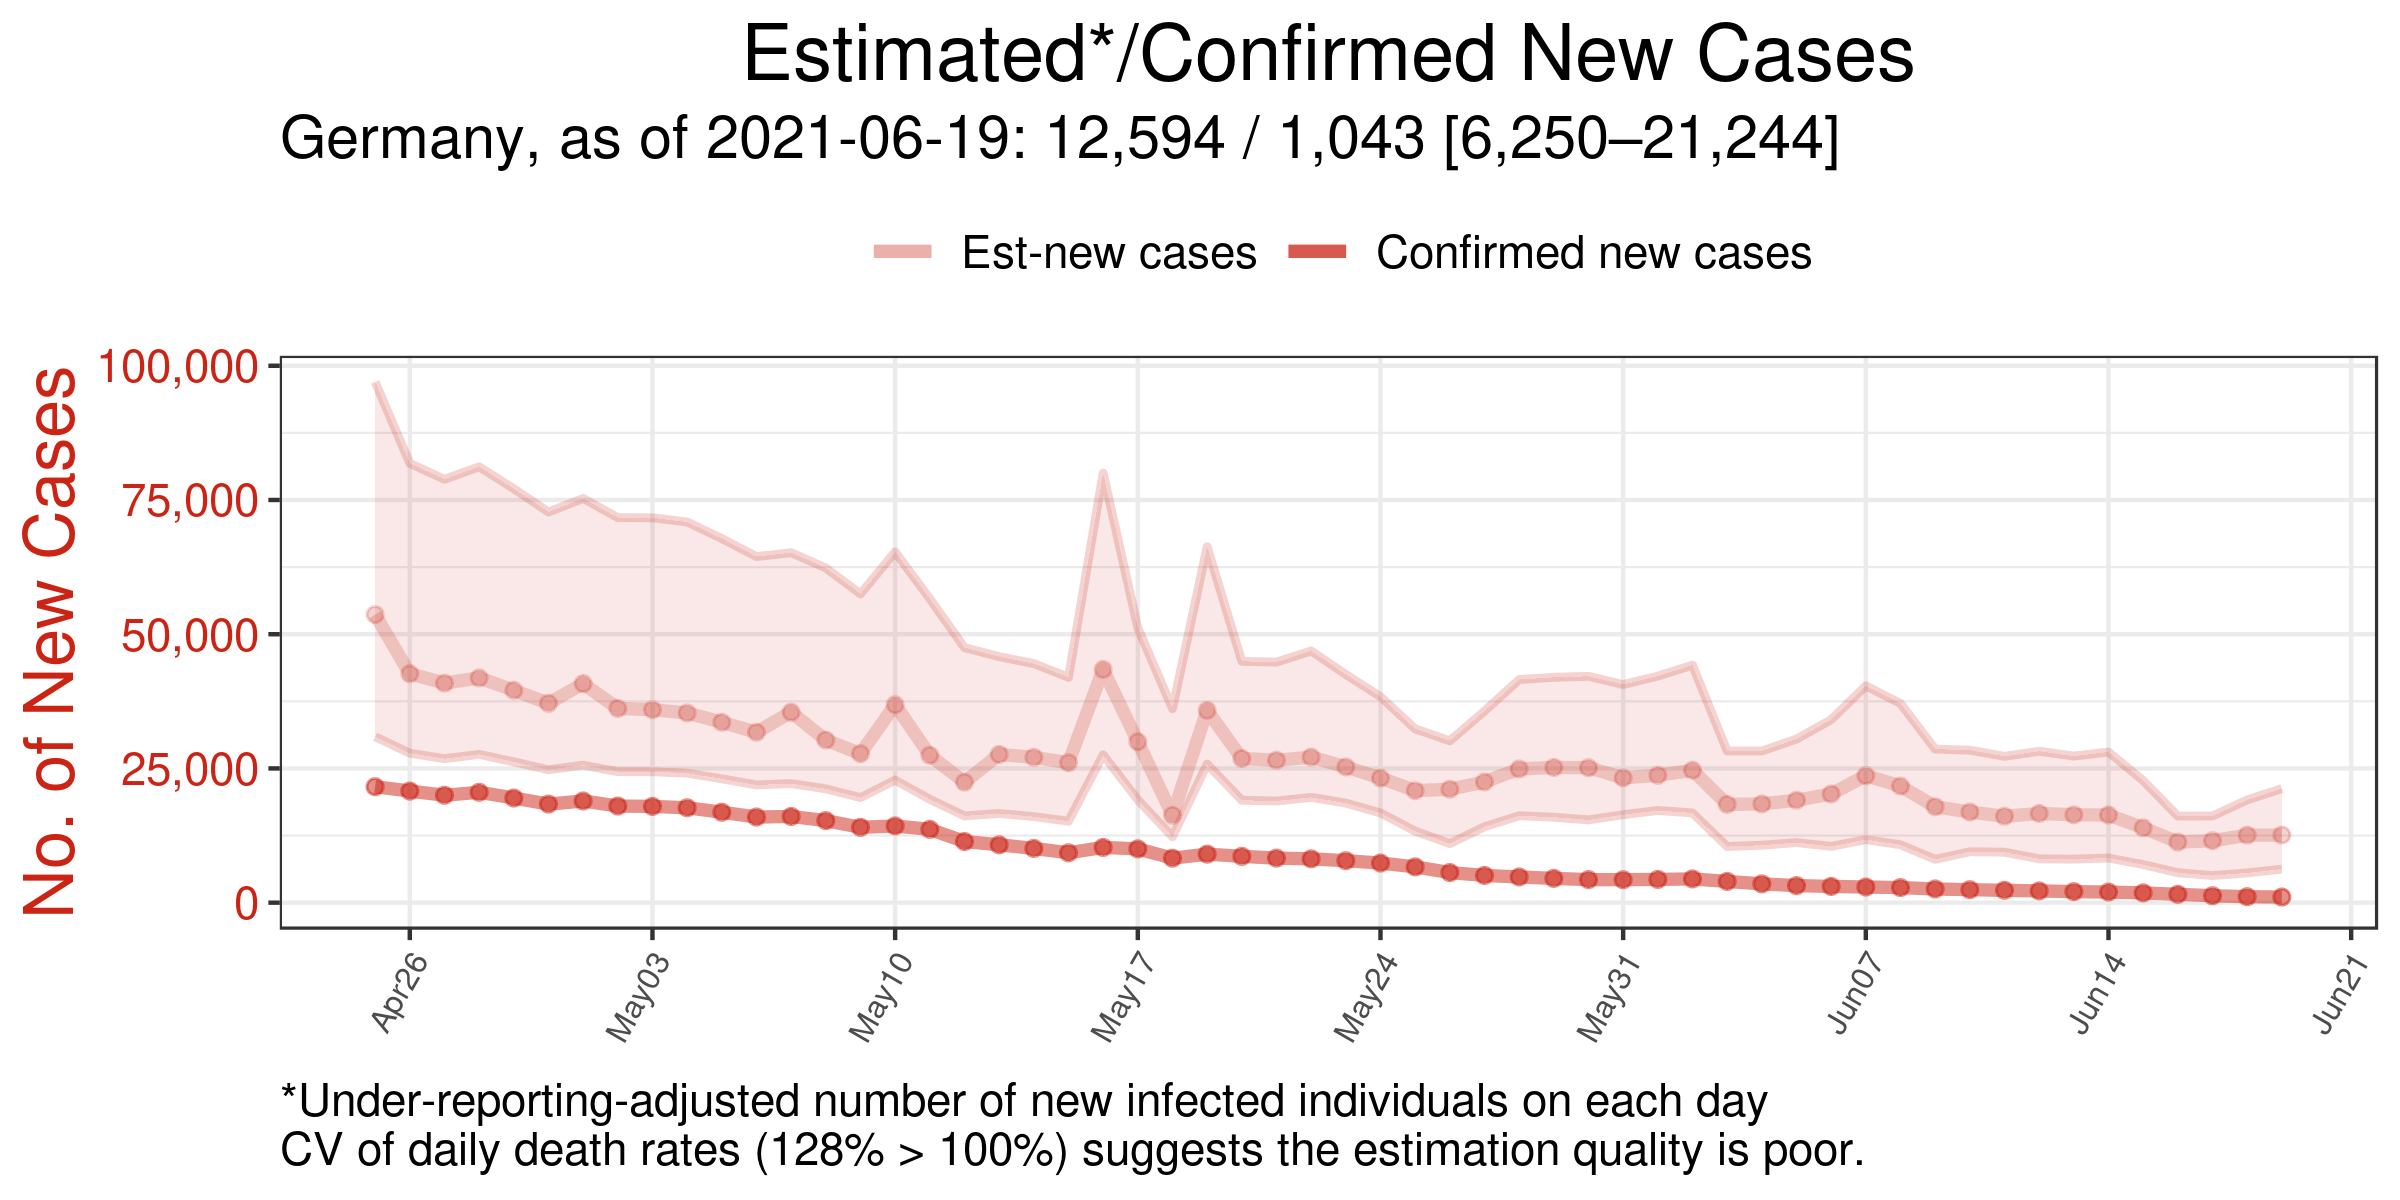 Estimated*/Confirmed New Cases
Germany, as of 2021-06-19: 12,594 / 1,043 [6,250–21,244]
Est-new cases
Confirmed new cases
No. of New Cases
100,000
75,000
50,000
25,000
0
Apr26
May03
May10
May17
May24
May31
Jun07
Jun14
Jun21
*Under-reporting-adjusted number of new infected individuals on each day
CV of daily death rates (128% > 100%) suggests the estimation quality is poor.